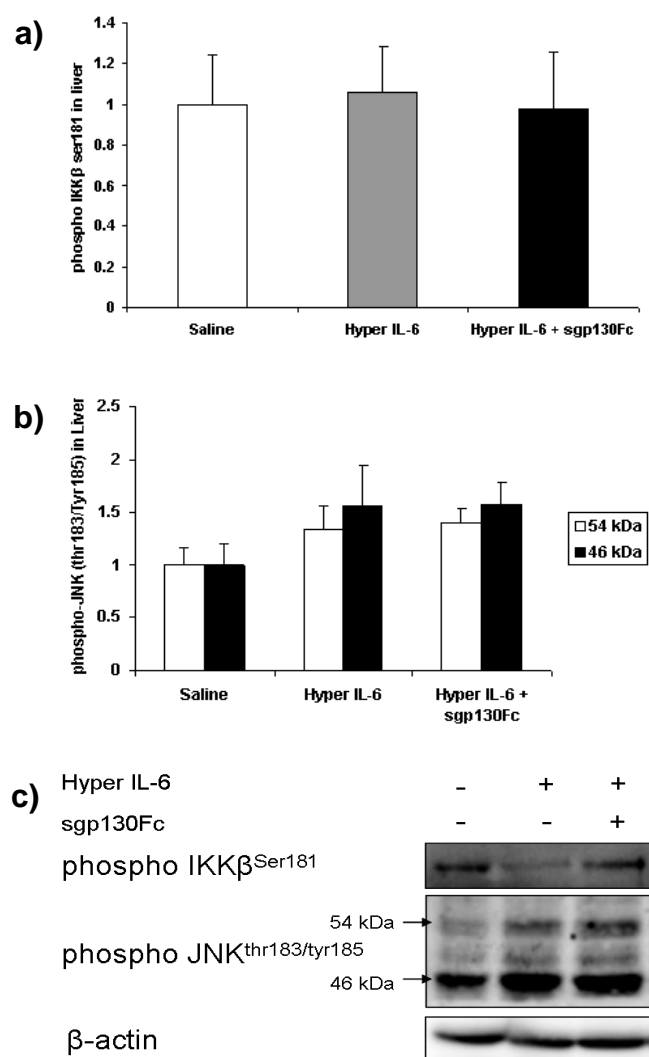 a)
phospho IKKβ ser181 in liver
1.4
1.2
1
0.8
0.6
0.4
0.2
0
Saline
Hyper IL-6
Hyper IL-6 + sgp130Fc
b)
phospho-JNK (thr183/Tyr185) in Liver
2.5
2
1.5
1
0.5
0
Saline
Hyper IL-6
Hyper IL-6 +
sgp130Fc
54 kDa
46 kDa
c)
Hyper IL-6 - + +
sgp130Fc - - +
phospho IKKβSer181
54 kDa
phospho JNKthr183/tyr185
46 kDa
β-actin